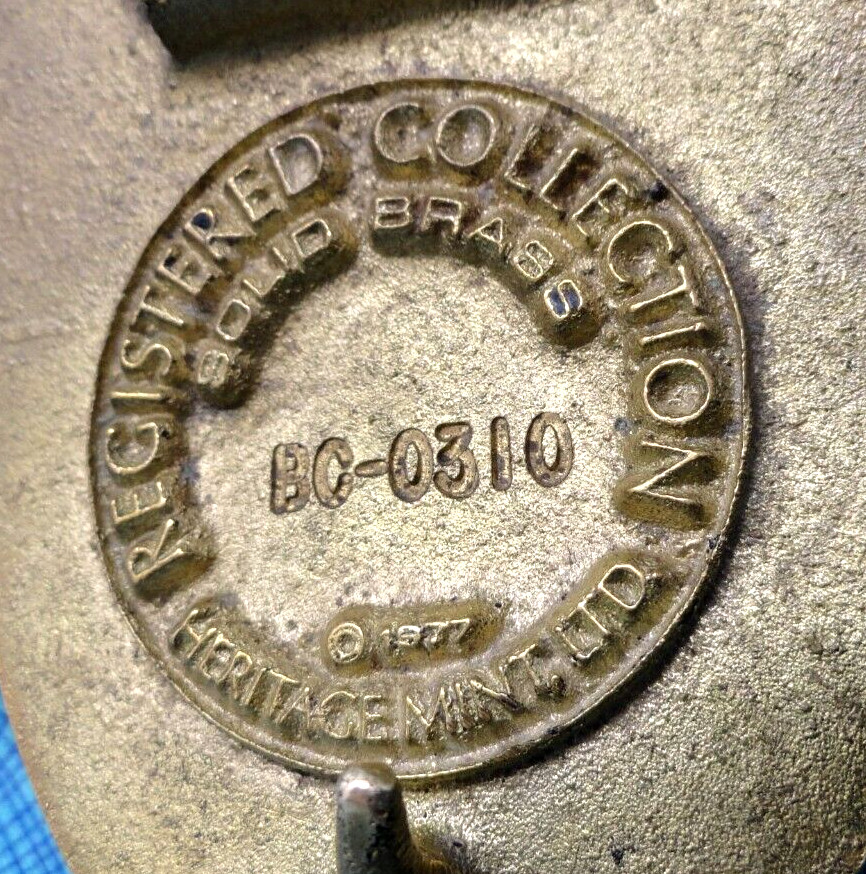 REGISTERED COLLECTION
SOLID BRASS
BC-0310
© 1977
HERITAGE MINT, LTD.